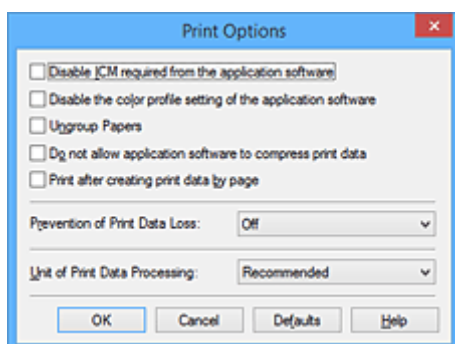 Print Options
Disable ICM required from the application software
Disable the color profile setting of the application software
Ungroup Papers
Do not allow application software to compress print data
Print after creating print data by page
Prevention of Print Data Loss: Off
Unit of Print Data Processing: Recommended
OK Cancel Defaults Help